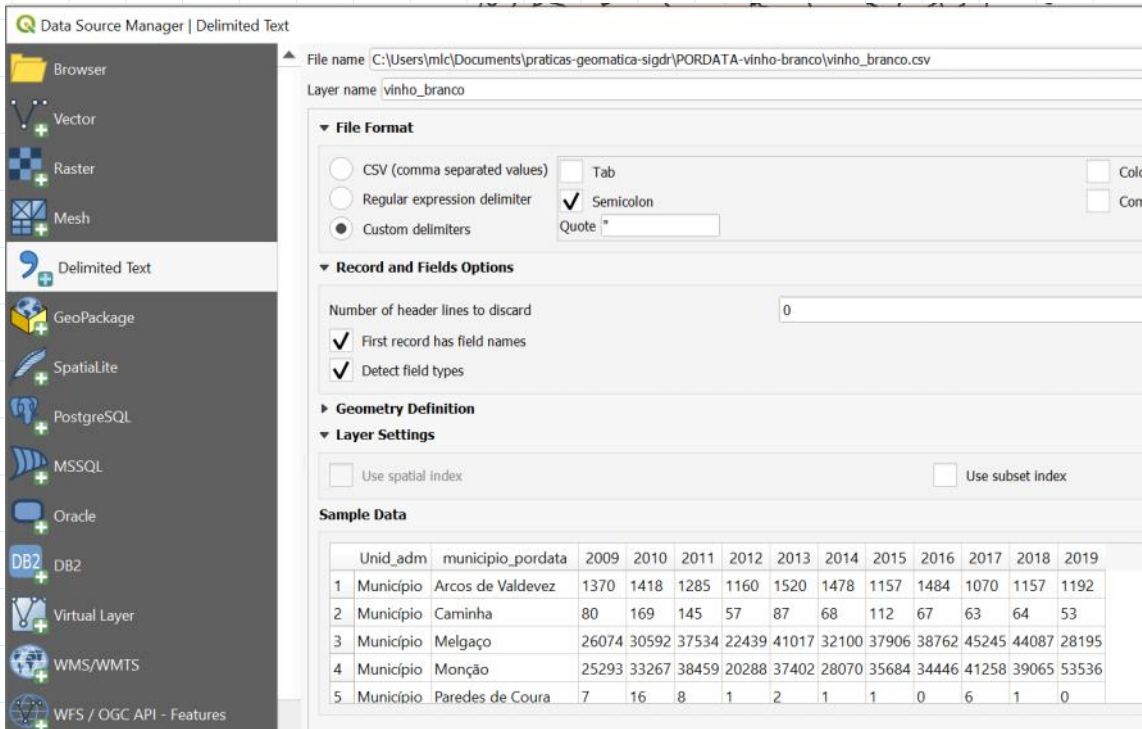 Data Source Manager | Delimited Text
Browser
Vector
Raster
Mesh
Delimited Text
GeoPackage
SpatiaLite
PostgreSQL
MSSQL
Oracle
DB2 DB2
Virtual Layer
WMS/WMTS
WFS / OGC API - Features
File name C:\Users\mlc\Documents\praticas-geomatica-sigdr\PORDATA-vinho-branco\vinho_branco.csv
Layer name vinho_branco
File Format
CSV (comma separated values) Tab Colo
Regular expression delimiter Semicolon Com
Custom delimiters Quote "
Record and Fields Options
Number of header lines to discard 0
First record has field names
Detect field types
Geometry Definition
Layer Settings
Use spatial index Use subset index
Sample Data
Unid_adm municipio_pordata 2009 2010 2011 2012 2013 2014 2015 2016 2017 2018 2019
1 Município Arcos de Valdevez 1370 1418 1285 1160 1520 1478 1157 1484 1070 1157 1192
2 Município Caminha 80 169 145 57 87 68 112 67 63 64 53
3 Município Melgaço 26074 30592 37534 22439 41017 32100 37906 38762 45245 44087 28195
4 Município Monção 25293 33267 38459 20288 37402 28070 35684 34446 41258 39065 53536
5 Município Paredes de Coura 7 16 8 1 2 1 1 0 6 1 0